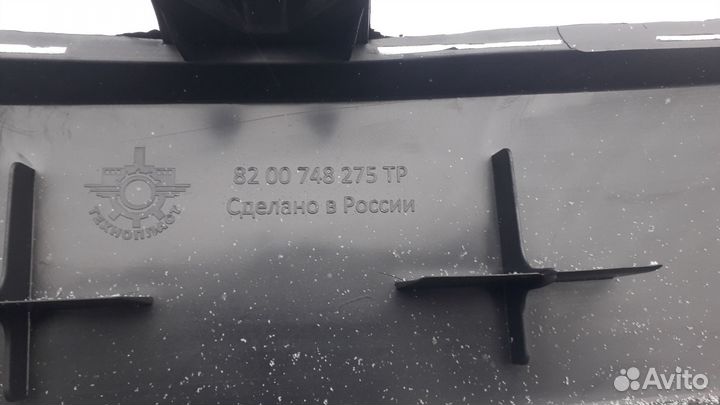 82 00 748 275 TP
Сделано в России
ТЕХНОПЛАСТ
Avito